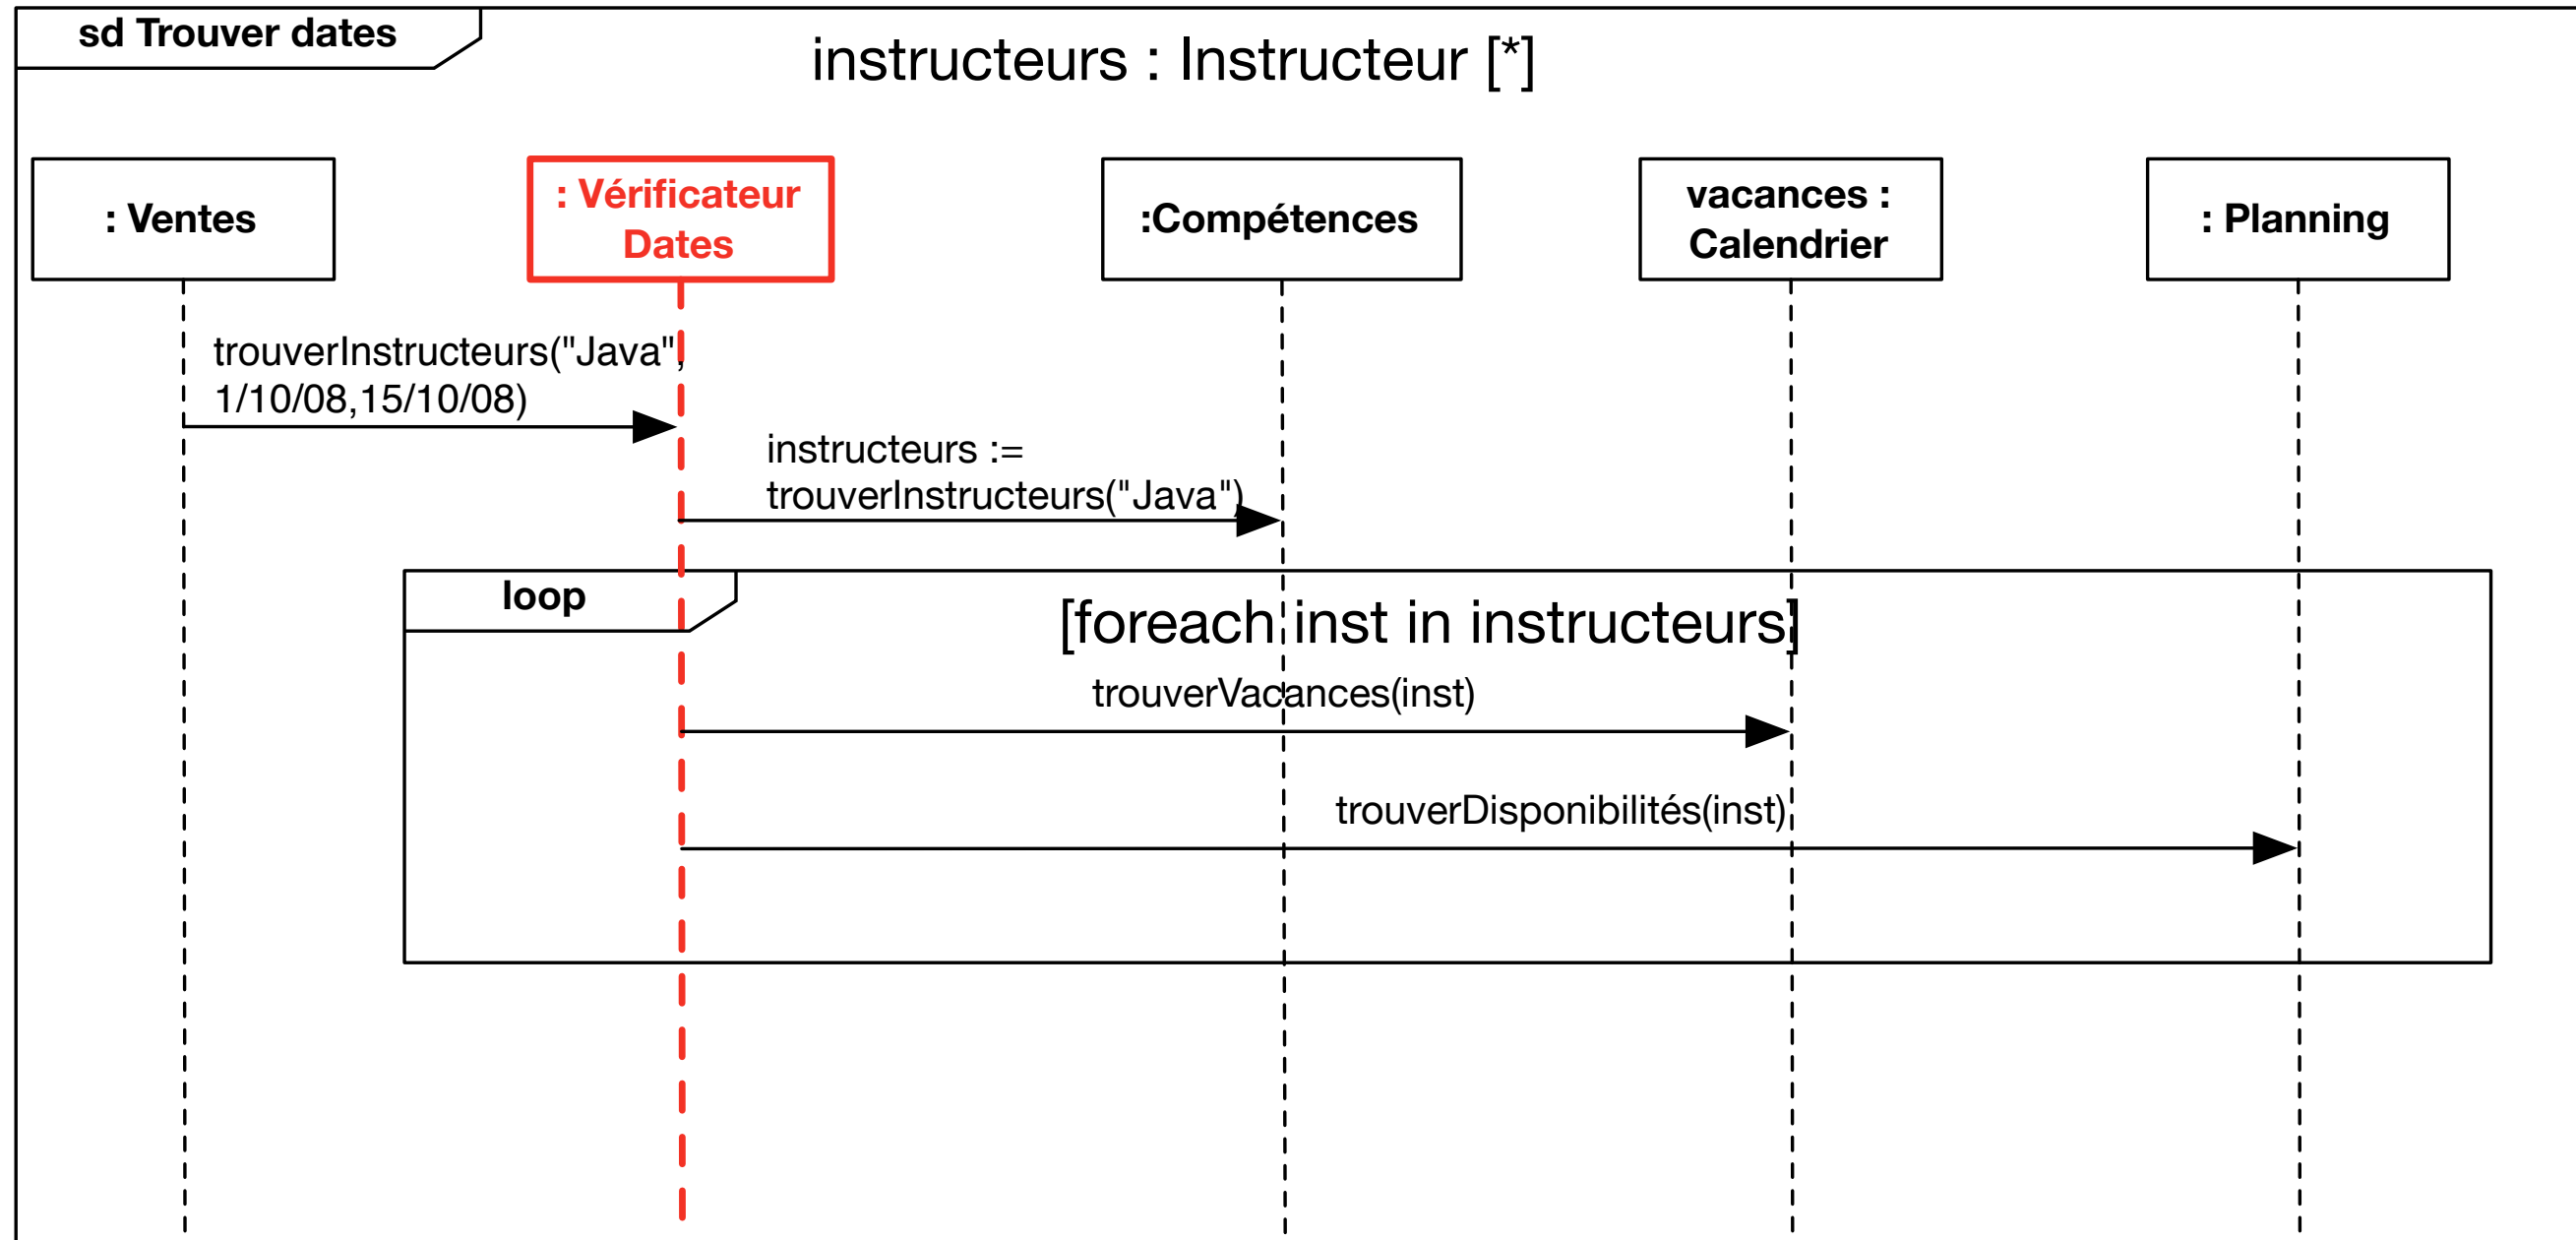 sd Trouver dates
instructeurs : Instructeur [*]
: Ventes
: Vérificateur
Dates
:Compétences
vacances :
Calendrier
: Planning
trouverInstructeurs("Java",
1/10/08,15/10/08)
instructeurs :=
trouverInstructeurs("Java")
loop
[foreach inst in instructeurs]
trouverVacances(inst)
trouverDisponibilités(inst)